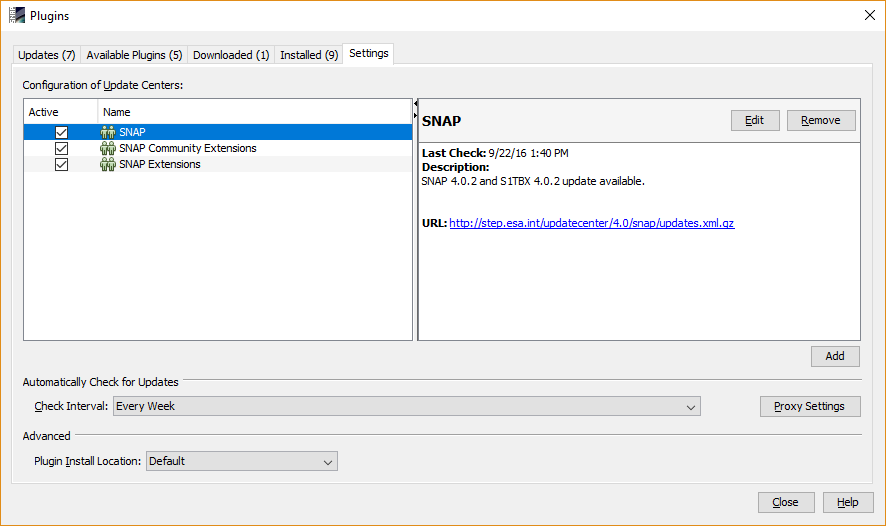 Plugins
Updates (7) Available Plugins (5) Downloaded (1) Installed (9) Settings
Configuration of Update Centers:
Active Name
SNAP
SNAP Community Extensions
SNAP Extensions
SNAP Edit Remove
Last Check: 9/22/16 1:40 PM
Description:
SNAP 4.0.2 and S1TBX 4.0.2 update available.
URL: http://step.esa.int/updatecenter/4.0/snap/updates.xml.gz
Add
Automatically Check for Updates
Check Interval: Every Week Proxy Settings
Advanced
Plugin Install Location: Default
Close Help